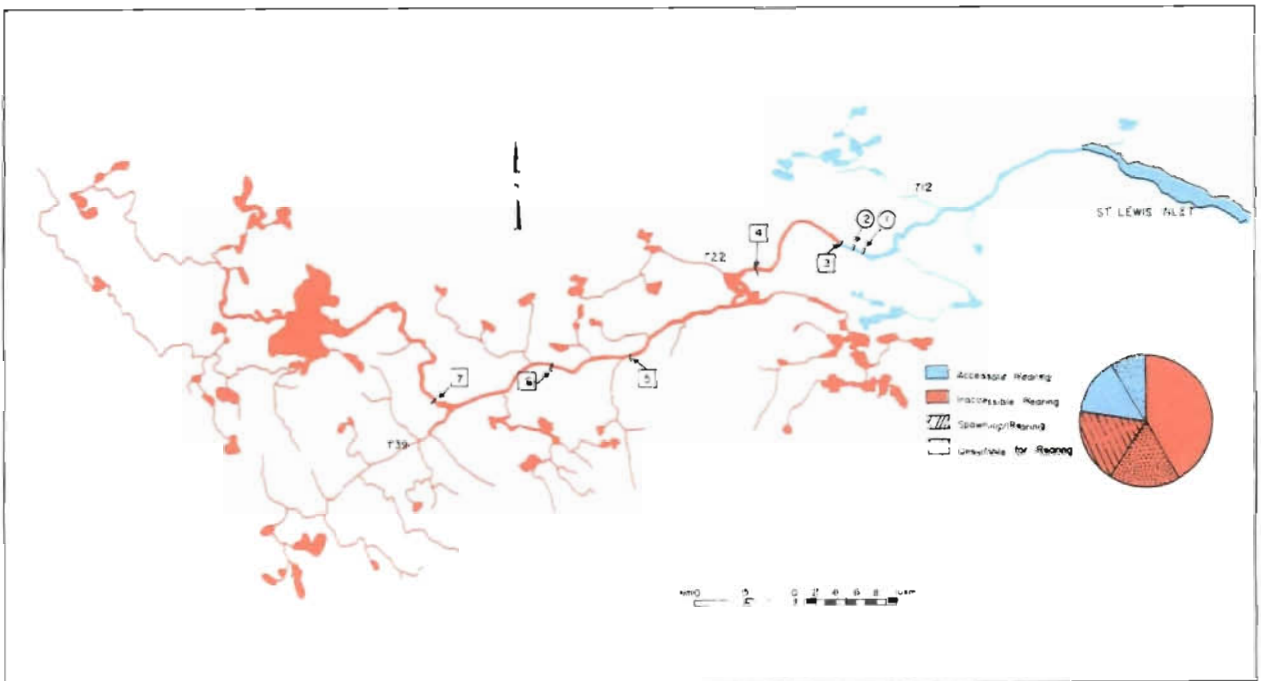 T12
ST. LEWIS INLET
2
1
4
3
T22
7
6
5
T39
Accessible Rearing
Inaccessible Rearing
Spawning/Rearing
Unsuitable for Rearing